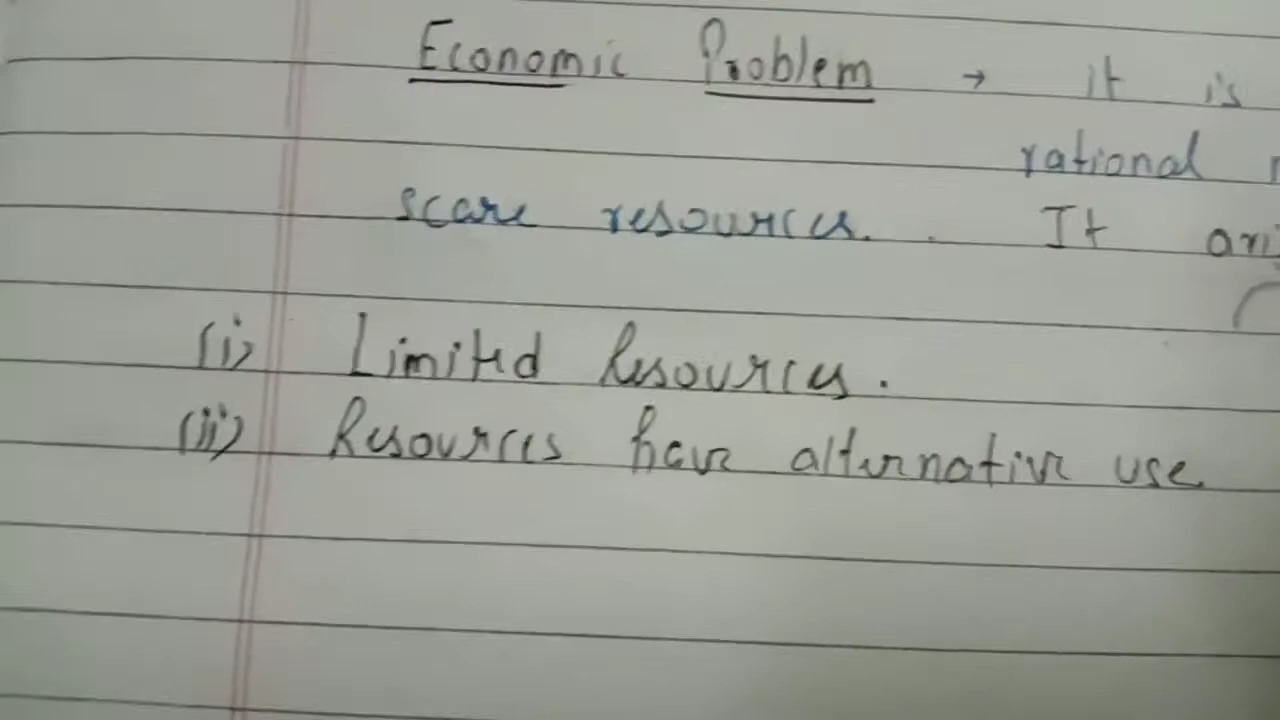 Economic Problem → it is
rational
scare resources. It
(i) Limited Resources.
(ii) Resources have alternative use